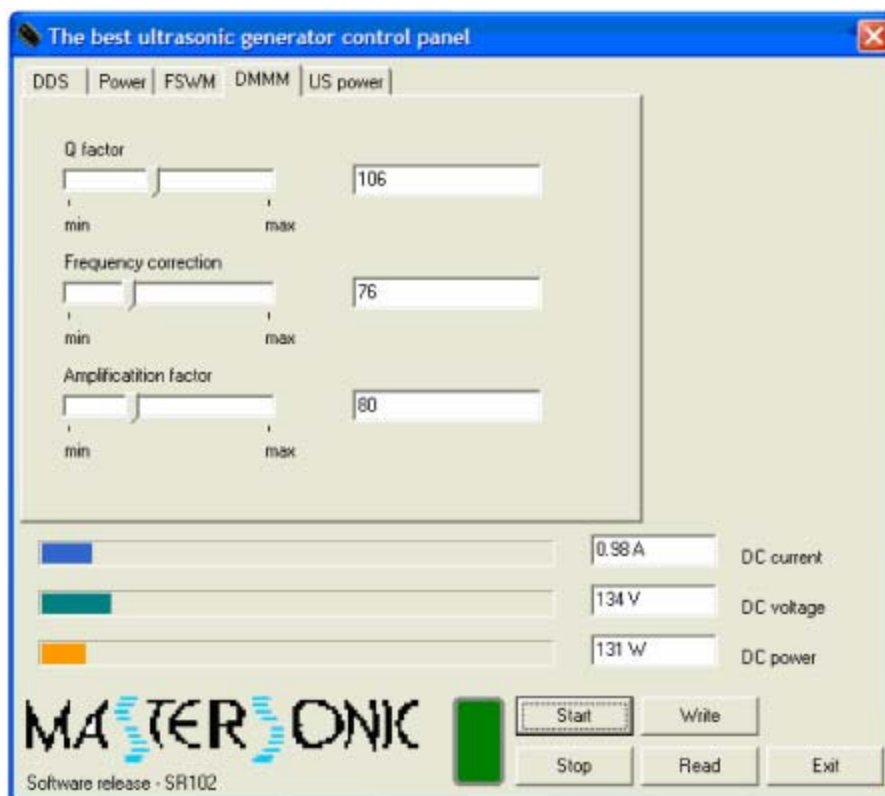 The best ultrasonic generator control panel
DDS Power FSWM DMMM US power
Q factor
106
min max
Frequency correction
76
min max
Amplificatition factor
80
min max
0.98 A DC current
134 V DC voltage
131 W DC power
MASTERSONIC
Start Write
Stop Read Exit
Software release - SR102